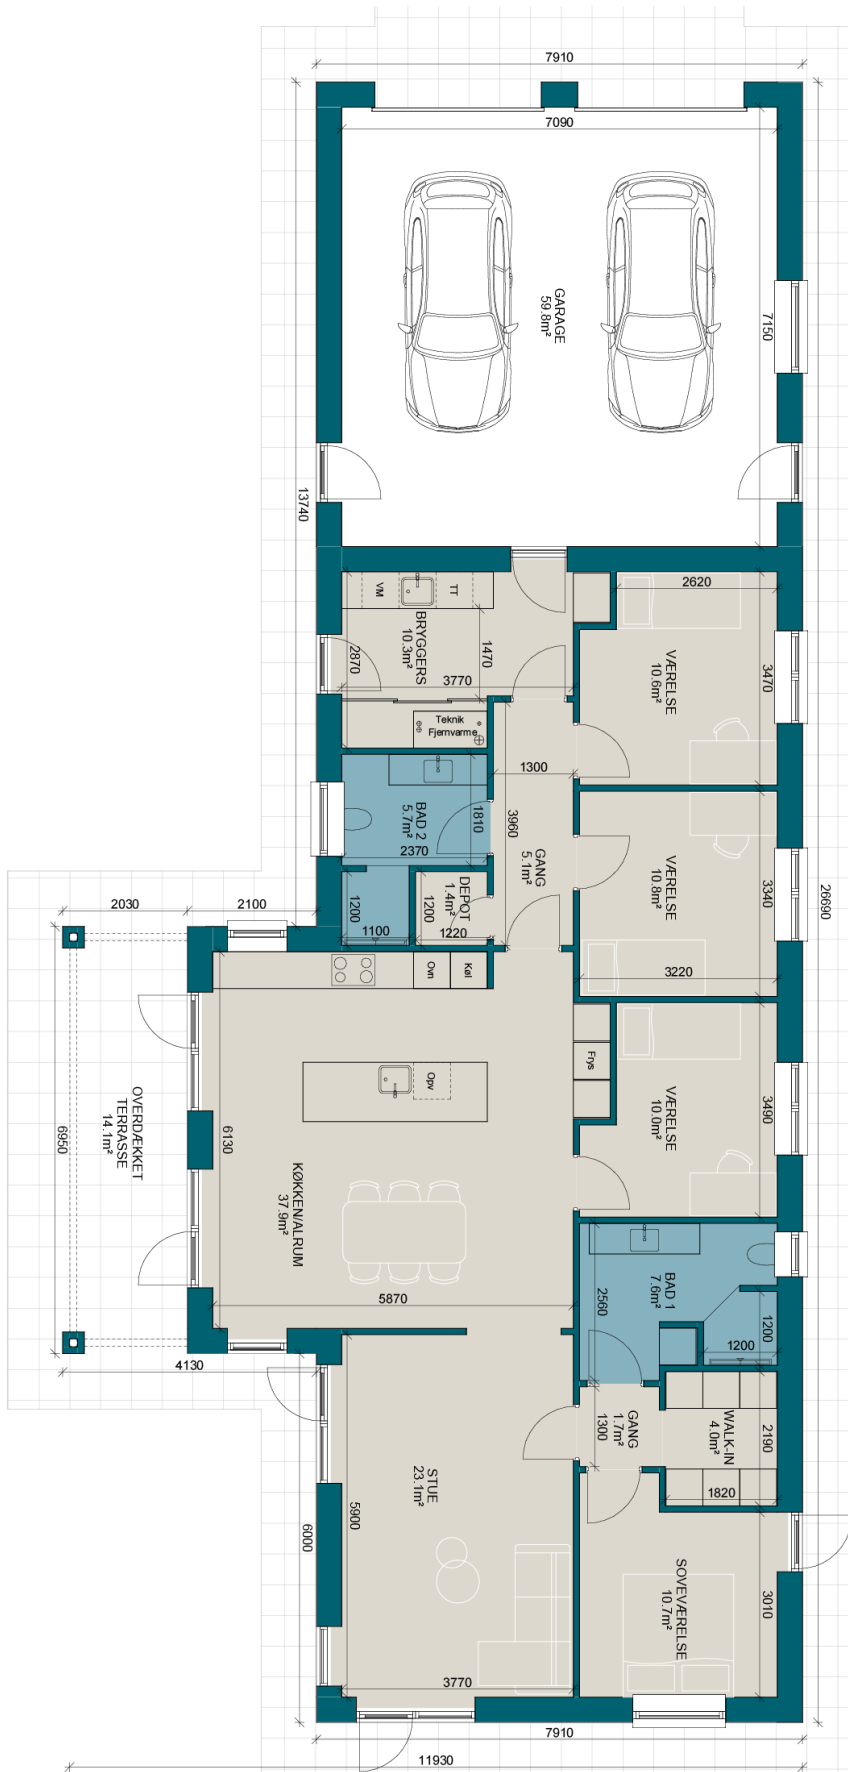 7910
7090
GARAGE
59.8m²
7150
13740
26690
VM
TT
BRYGGERS
10.3m²
2870
1470
3770
Teknik
Fjernvarme
2620
VÆRELSE
10.6m²
3470
1300
3960
GANG
5.1m²
BAD 2
5.7m²
1810
2370
VÆRELSE
10.8m²
3340
3220
DEPOT
1.4m²
1200
1100
1200
1220
2030
2100
Ovn
Køl
Frys
Opv
VÆRELSE
10.0m²
3490
OVERDÆKKET
TERRASSE
14.1m²
6950
6130
KØKKEN/ALRUM
37.9m²
5870
4130
BAD 1
7.6m²
2560
1200
1200
GANG
1.7m²
1300
WALK-IN
4.0m²
2190
1820
STUE
23.1m²
5900
6000
3770
SOVEVÆRELSE
10.7m²
3010
7910
11930